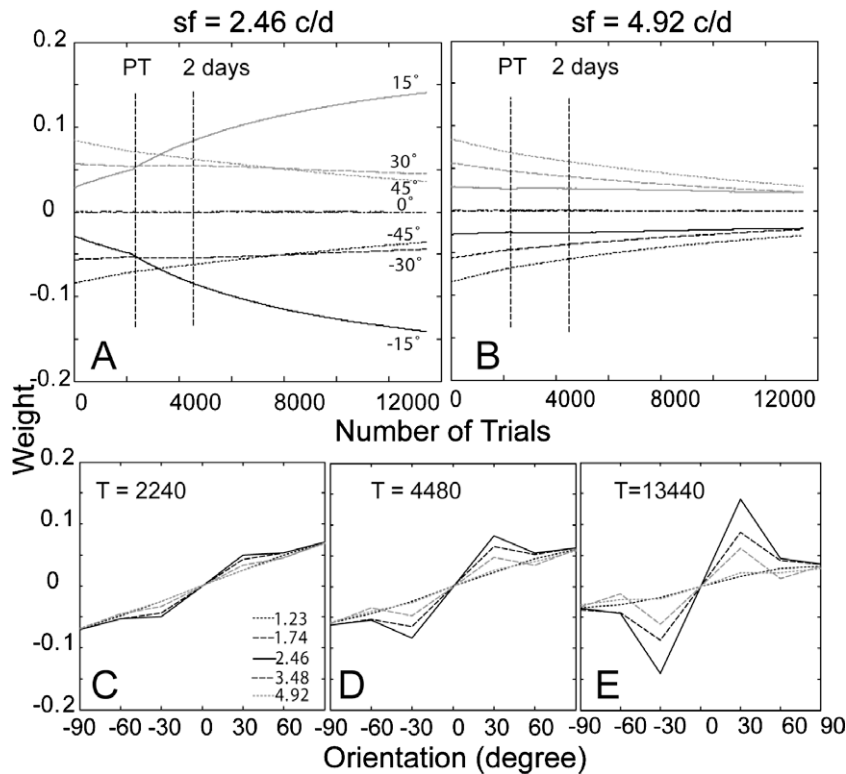 sf = 2.46 c/d
sf = 4.92 c/d
0.2
0.1
0
-0.1
-0.2
PT
2 days
15°
30°
45°
0°
-45°
-30°
-15°
A
PT
2 days
B
0
4000
8000
12000
0
4000
8000
12000
Number of Trials
Weight,
0.2
0.1
0
-0.1
-0.2
T = 2240
1.23
1.74
2.46
3.48
4.92
C
T = 4480
D
T=13440
E
-90 -60 -30 0 30 60 -90 -60 -30 0 30 60 -90 -60 -30 0 30 60 90
Orientation (degree)